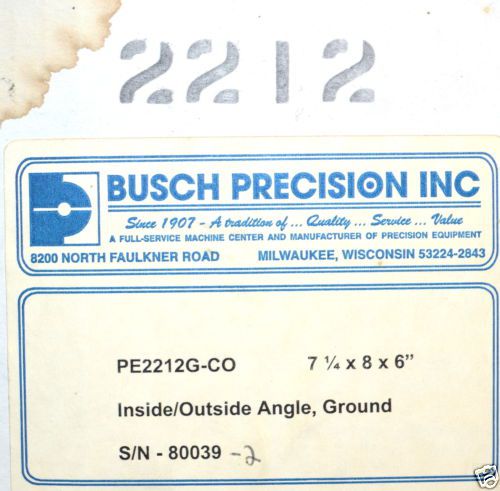 2212
BUSCH PRECISION INC
Since 1907 - A tradition of ... Quality ... Service ... Value
A FULL-SERVICE MACHINE CENTER AND MANUFACTURER OF PRECISION EQUIPMENT
8200 NORTH FAULKNER ROAD MILWAUKEE, WISCONSIN 53224-2843
PE2212G-CO 7 ¼ x 8 x 6”
Inside/Outside Angle, Ground
S/N - 80039 -2